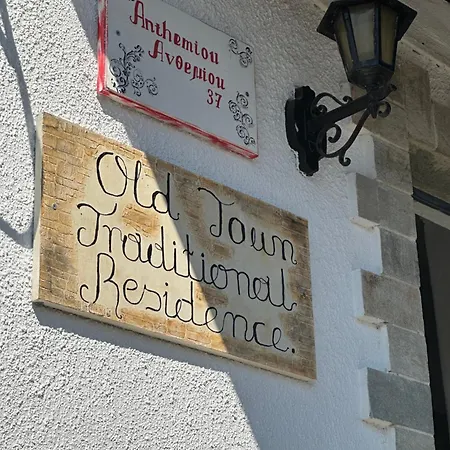 Anthemiou
Ανθεμίου
37
Old Town
Traditional
Residence.